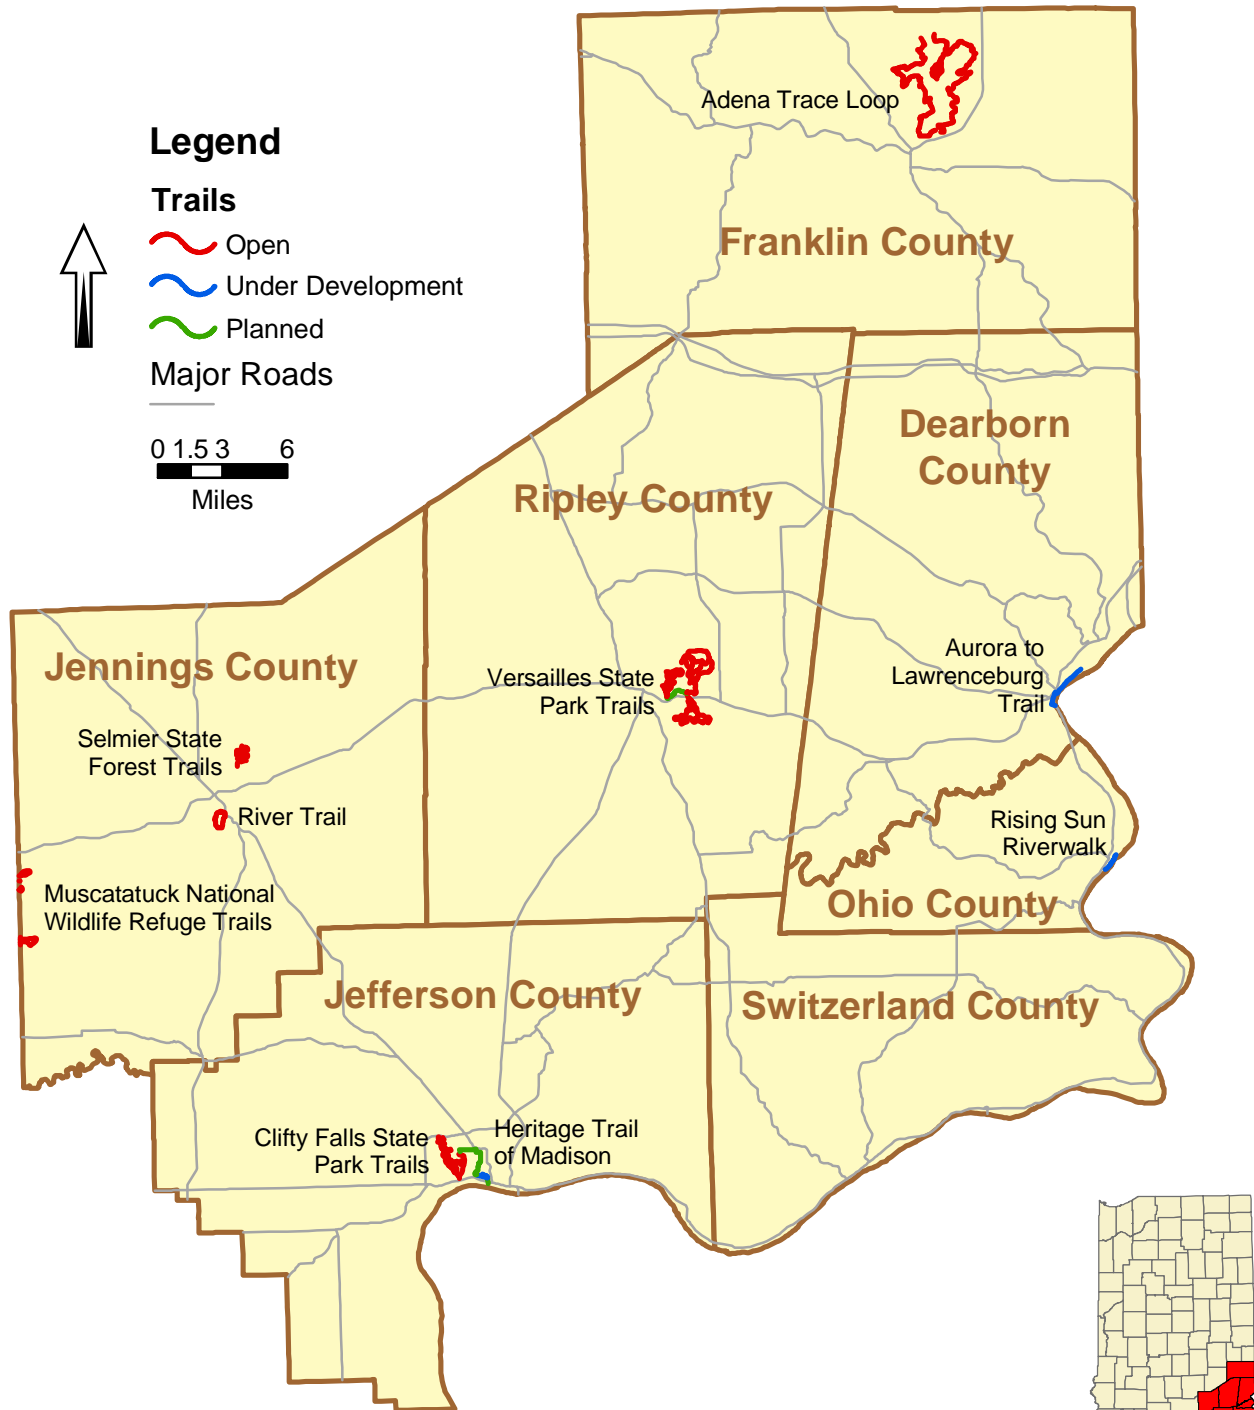 Adena Trace Loop
Legend
Trails
Open
Under Development
Planned
Major Roads
0 1.5 3 6
Miles
Franklin County
Dearborn
County
Ripley County
Jennings County
Versailles State
Park Trails
Aurora to
Lawrenceburg
Trail
Selmier State
Forest Trails
River Trail
Rising Sun
Riverwalk
Muscatatuck National
Wildlife Refuge Trails
Ohio County
Jefferson County
Switzerland County
Clifty Falls State
Park Trails
Heritage Trail
of Madison